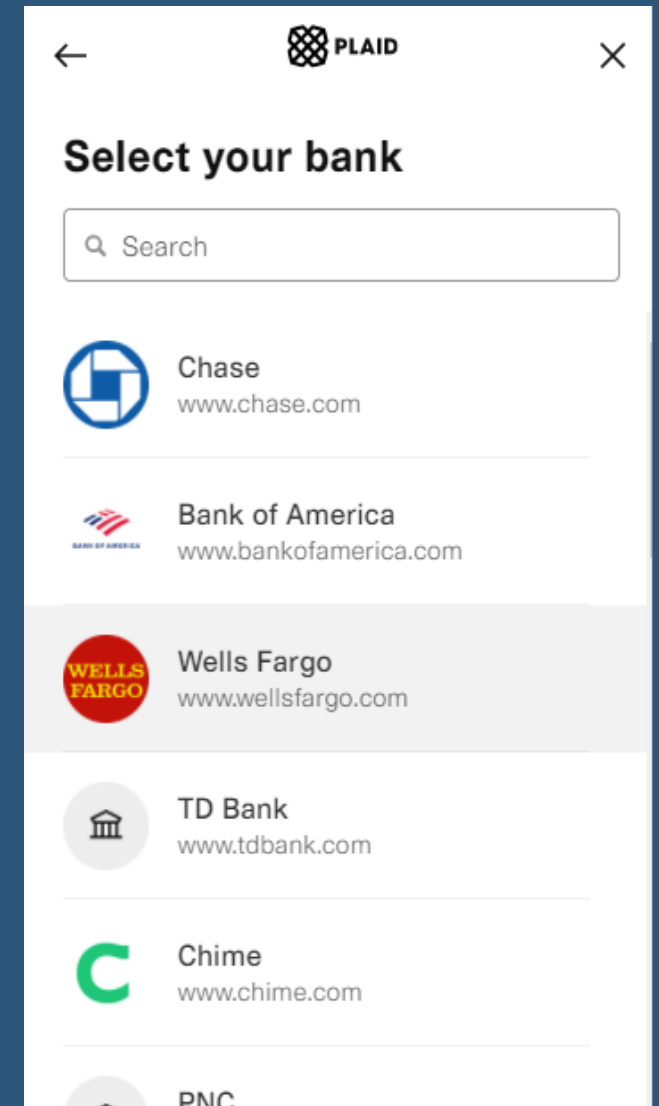 PLAID
Select your bank
Search
Chase
www.chase.com
BANK OF AMERICA
Bank of America
www.bankofamerica.com
WELLS
FARGO
Wells Fargo
www.wellsfargo.com
TD Bank
www.tdbank.com
Chime
www.chime.com
PNC